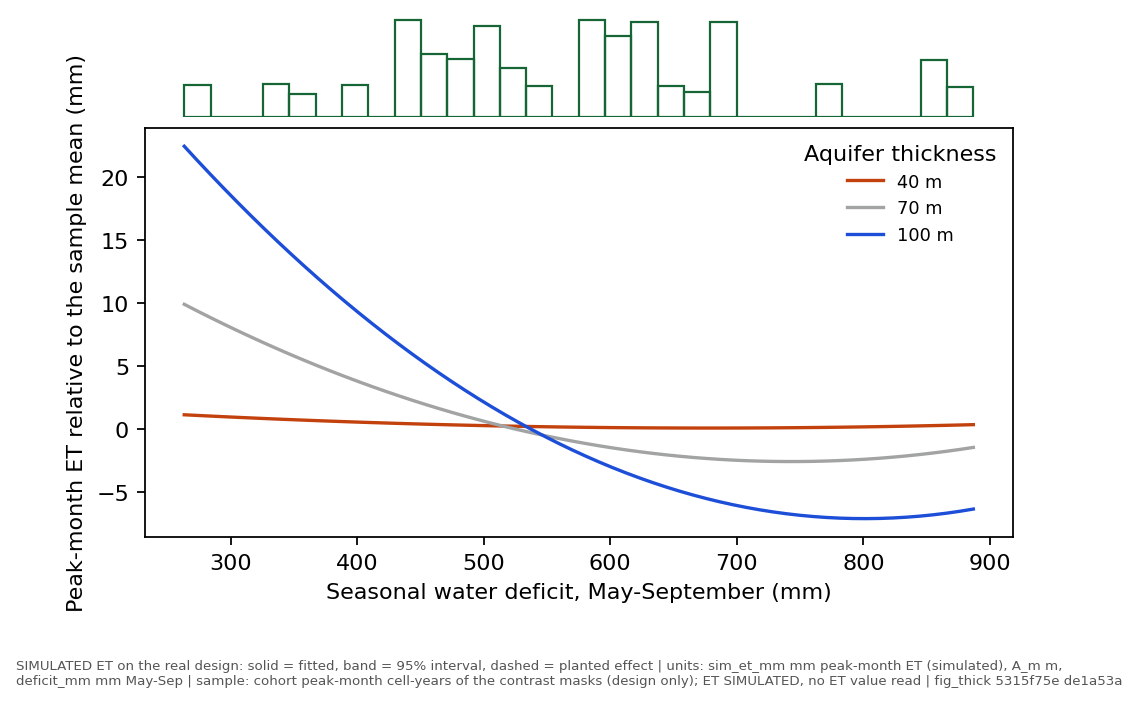 Peak-month ET relative to the sample mean (mm)
20
15
10
5
0
−5
Aquifer thickness
40 m
70 m
100 m
300 400 500 600 700 800 900
Seasonal water deficit, May-September (mm)
SIMULATED ET on the real design: solid = fitted, band = 95% interval, dashed = planted effect | units: sim_et_mm mm peak-month ET (simulated), A_m m,
deficit_mm mm May-Sep | sample: cohort peak-month cell-years of the contrast masks (design only); ET SIMULATED, no ET value read | fig_thick 5315f75e de1a53a